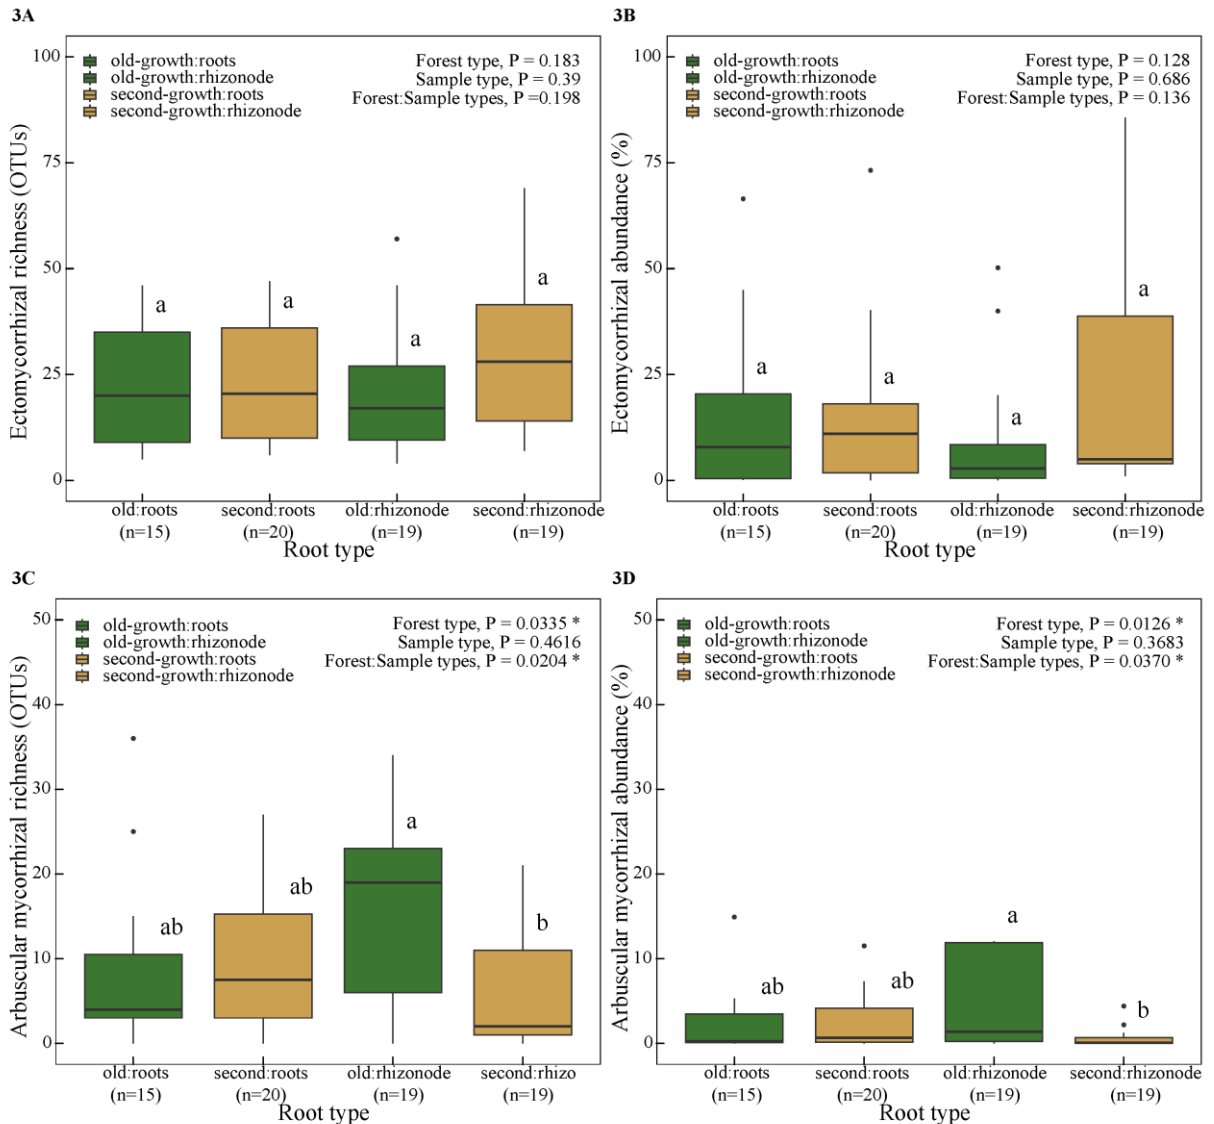 3A
old-growth:roots
old-growth:rhizonode
second-growth:roots
second-growth:rhizonode
Forest type, P = 0.183
Sample type, P = 0.39
Forest:Sample types, P =0.198
Ectomycorrhizal richness (OTUs)
100
75
50
25
0
a
a
a
a
old:roots
(n=15)
second:roots
(n=20)
old:rhizonode
(n=19)
second:rhizonode
(n=19)
Root type
3B
old-growth:roots
old-growth:rhizonode
second-growth:roots
second-growth:rhizonode
Forest type, P = 0.128
Sample type, P = 0.686
Forest:Sample types, P = 0.136
Ectomycorrhizal abundance (%)
100
75
50
25
0
a
a
a
a
old:roots
(n=15)
second:roots
(n=20)
old:rhizonode
(n=19)
second:rhizonode
(n=19)
Root type
3C
old-growth:roots
old-growth:rhizonode
second-growth:roots
second-growth:rhizonode
Forest type, P = 0.0335 *
Sample type, P = 0.4616
Forest:Sample types, P = 0.0204 *
Arbuscular mycorrhizal richness (OTUs)
50
40
30
20
10
0
ab
ab
a
b
old:roots
(n=15)
second:roots
(n=20)
old:rhizonode
(n=19)
second:rhizo
(n=19)
Root type
3D
old-growth:roots
old-growth:rhizonode
second-growth:roots
second-growth:rhizonode
Forest type, P = 0.0126 *
Sample type, P = 0.3683
Forest:Sample types, P = 0.0370 *
Arbuscular mycorrhizal abundance (%)
50
40
30
20
10
0
ab
ab
a
b
old:roots
(n=15)
second:roots
(n=20)
old:rhizonode
(n=19)
second:rhizonode
(n=19)
Root type